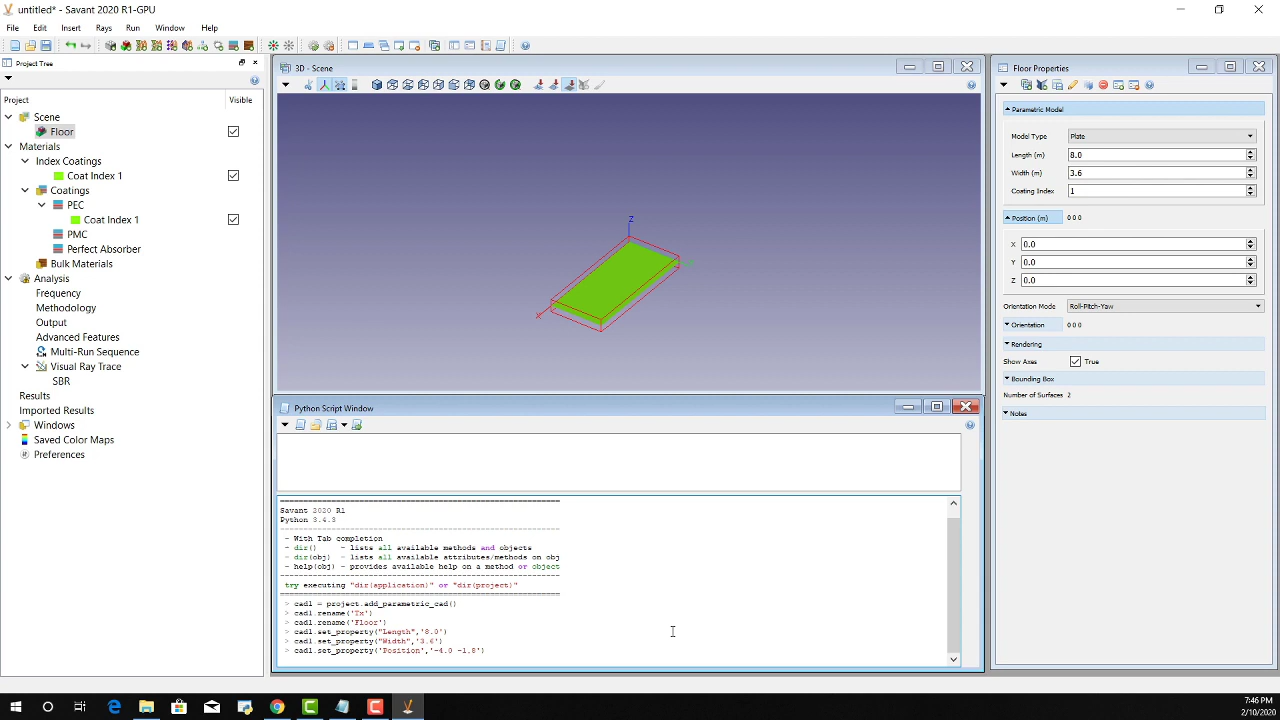 untitled* - Savant 2020 R1-GPU
File Edit Insert Rays Run Window Help
Project Tree
Project Visible
Scene
Floor
Materials
Index Coatings
Coat Index 1
Coatings
PEC
Coat Index 1
PMC
Perfect Absorber
Bulk Materials
Analysis
Frequency
Methodology
Output
Advanced Features
Multi-Run Sequence
Visual Ray Trace
SBR
Results
Imported Results
Windows
Saved Color Maps
Preferences
3D - Scene
Z
X
Python Script Window
Savant 2020 R1
Python 3.4.3
- With Tab completion
- dir() - lists all available methods and objects
- dir(obj) - lists all available attributes/methods on obj
- help(obj) - provides available help on a method or object
try executing "dir(application)" or "dir(project)"
> cad1 = project.add_parametric_cad()
> cad1.rename('Tx')
> cad1.rename('Floor')
> cad1.set_property("Length",'8.0')
> cad1.set_property("Width",'3.6')
> cad1.set_property('Position','-4.0 -1.8')
Floor Properties
Parametric Model
Model Type Plate
Length (m) 8.0
Width (m) 3.6
Coating Index 1
Position (m) 0 0 0
X 0.0
Y 0.0
Z 0.0
Orientation Mode Roll-Pitch-Yaw
Orientation 0 0 0
Rendering
Show Axes True
Bounding Box
Number of Surfaces 2
Notes
7:46 PM
2/10/2020